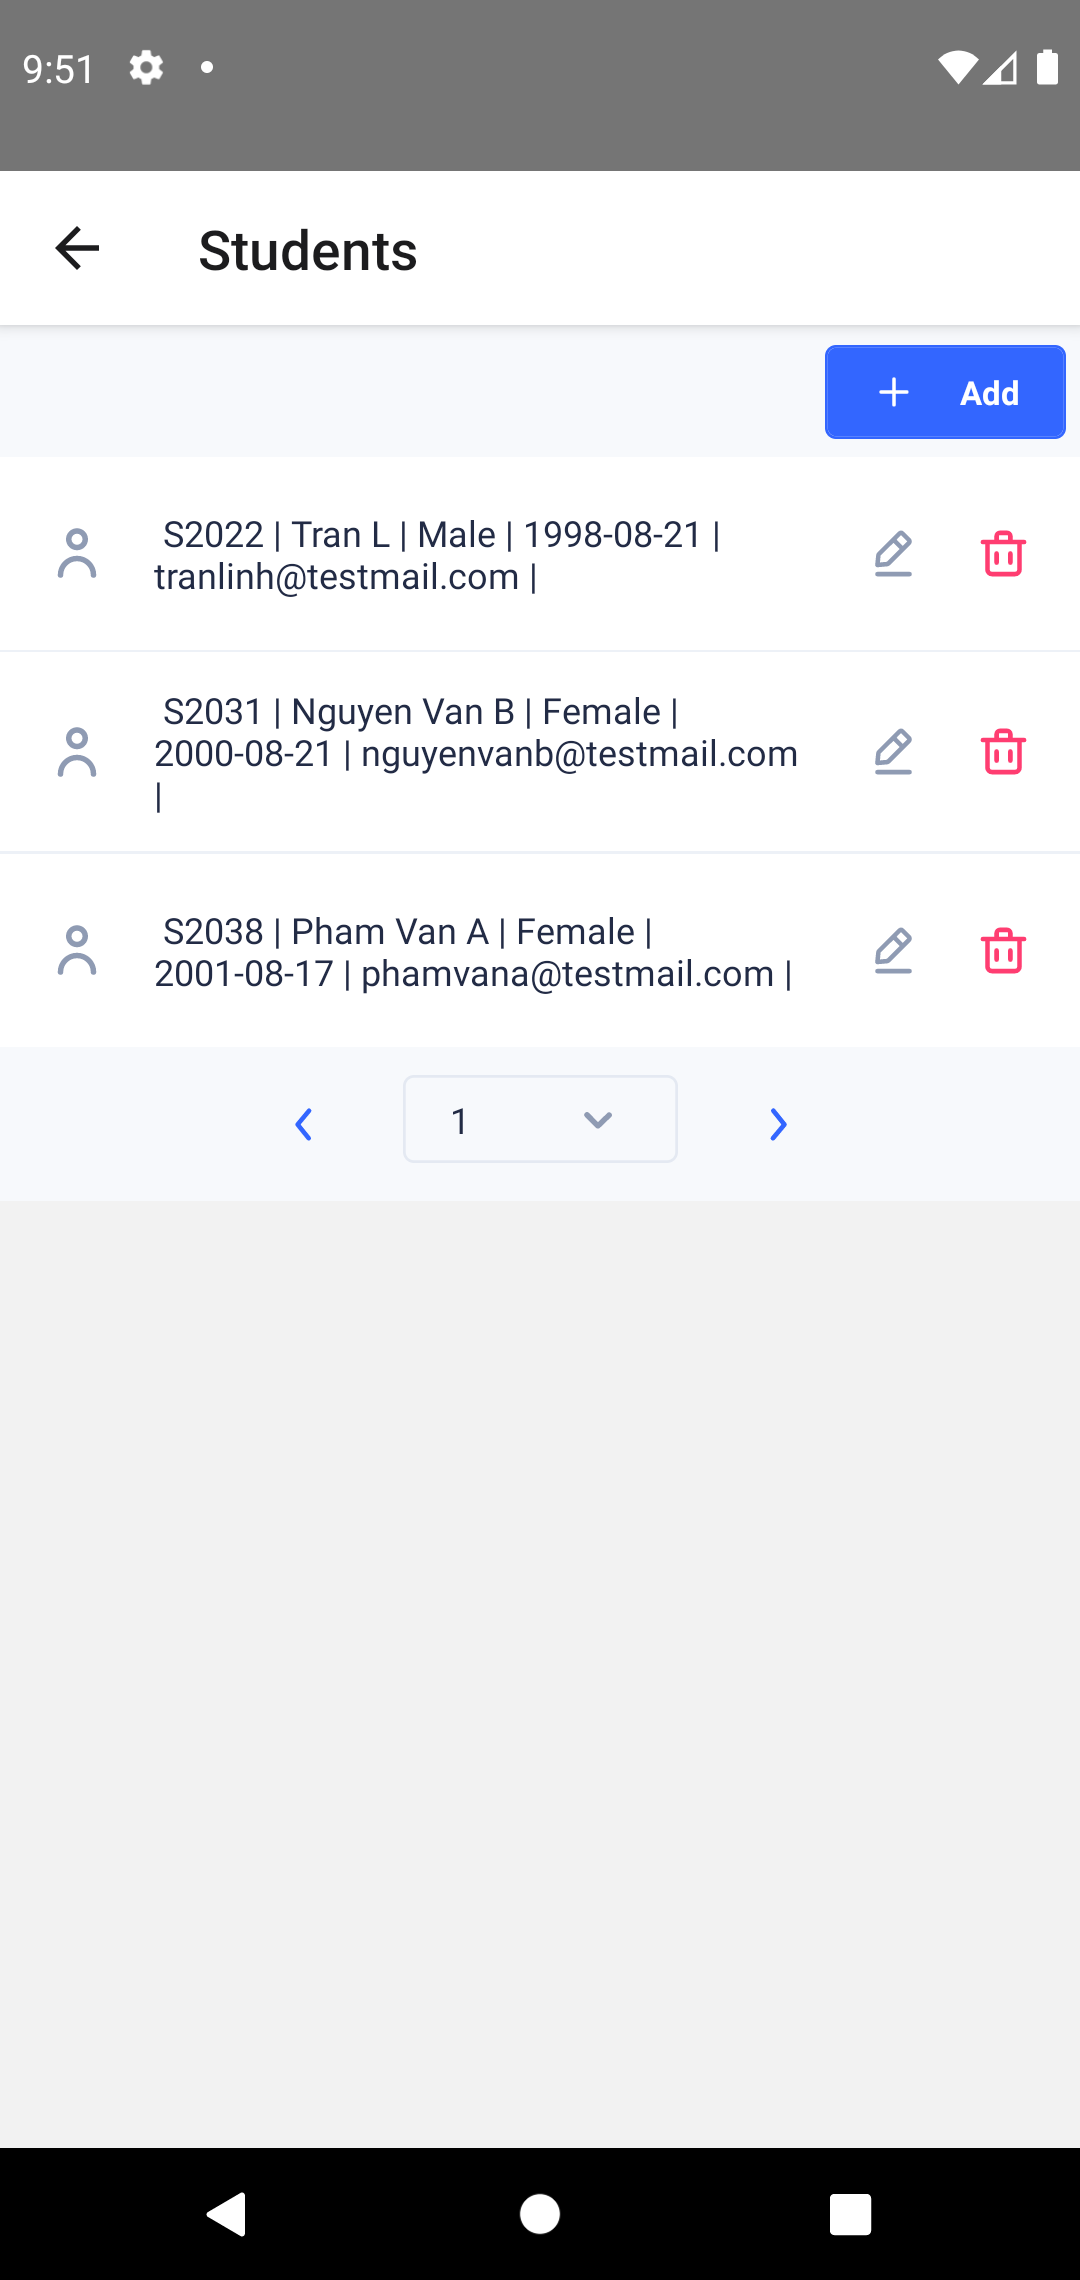 9:51
Students
Add
S2022 | Tran L | Male | 1998-08-21 |
tranlinh@testmail.com |
S2031 | Nguyen Van B | Female |
2000-08-21 | nguyenvanb@testmail.com
|
S2038 | Pham Van A | Female |
2001-08-17 | phamvana@testmail.com |
1